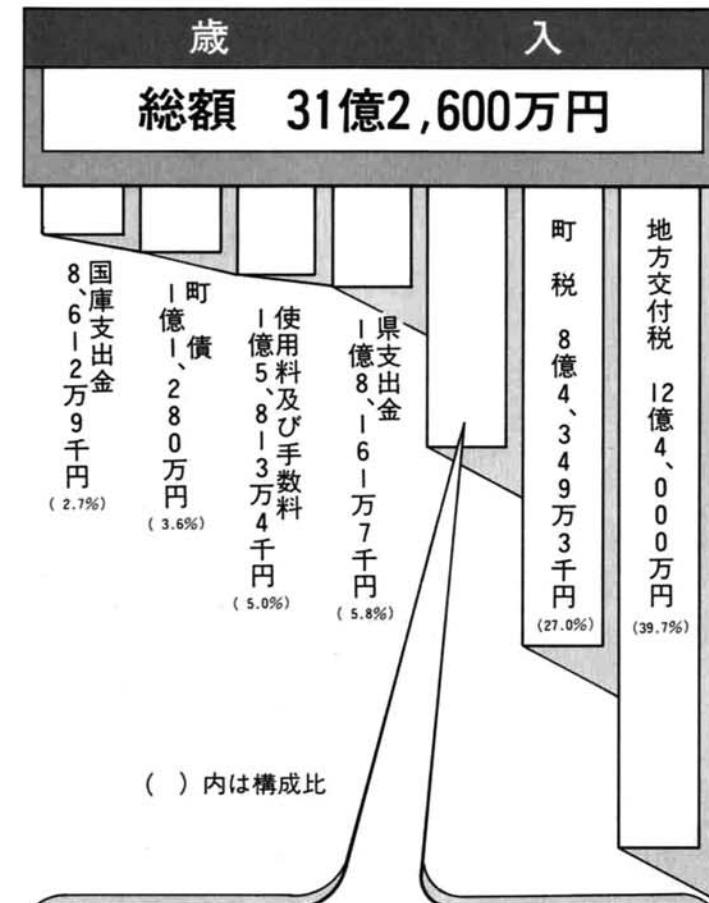 歳入
総額 31億2,600万円
地方交付税 12億4、000万円
(39.7%)
町税 8億4、349万3千円
(27.0%)
県支出金
1億8、161万7千円
(5.8%)
使用料及び手数料
1億5、813万4千円
(5.0%)
町債
1億1、280万円
(3.6%)
国庫支出金
8、612万9千円
(2.7%)
( )内は構成比